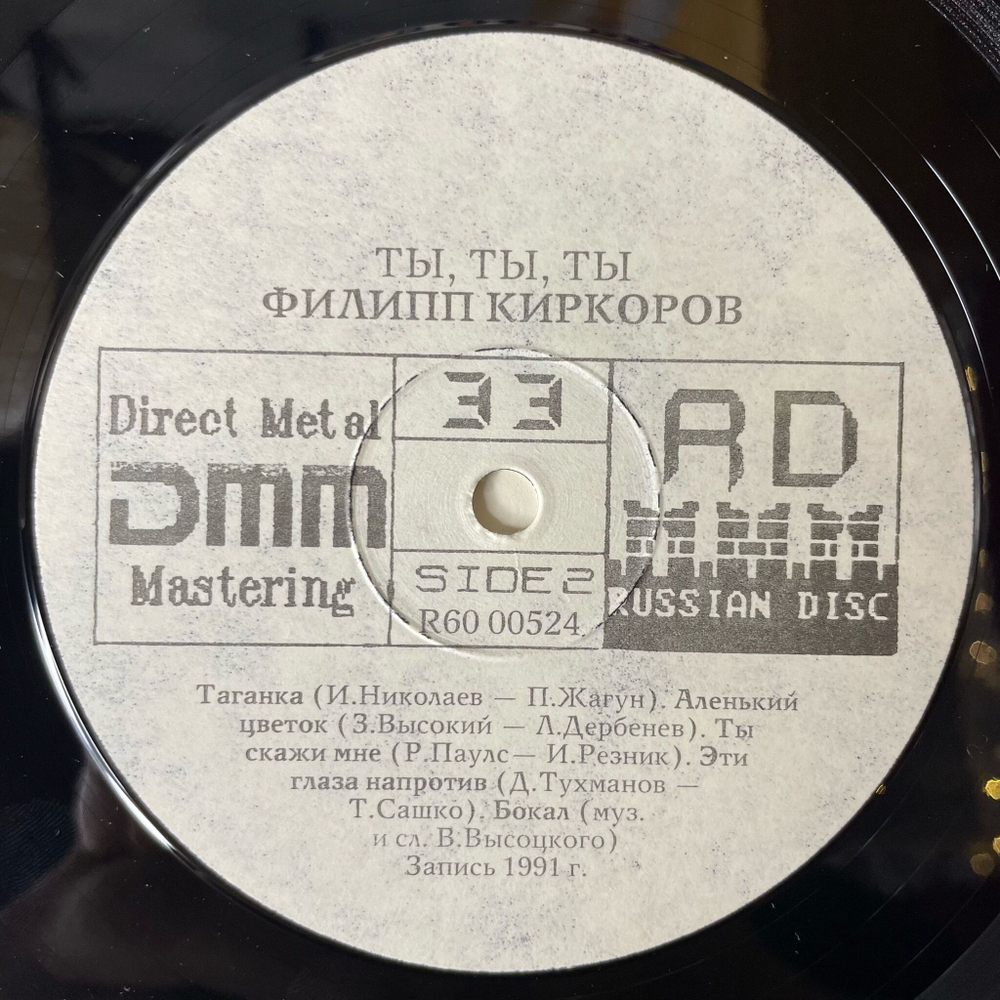 ТЫ, ТЫ, ТЫ
ФИЛИПП КИРКОРОВ
Direct Metal
DMM
Mastering
33
SIDE 2
R60 00524
RD
RUSSIAN DISC
Таганка (И.Николаев — П.Жагун). Аленький
цветок (З.Высокий — Л.Дербенев). Ты
скажи мне (Р.Паулс— И.Резник). Эти
глаза напротив (Д.Тухманов —
Т.Сашко). Бокал (муз.
и сл. В.Высоцкого)
Запись 1991 г.